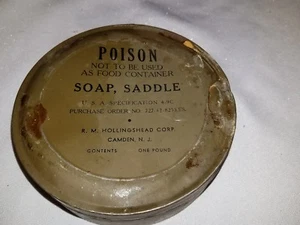 POISON
NOT TO BE USED
AS FOOD CONTAINER
SOAP, SADDLE
U. S. A. SPECIFICATION
PURCHASE ORDER NO.
R. M. HOLLINGSHEAD CORP.
CAMDEN, N. J.
CONTENTS ONE POUND